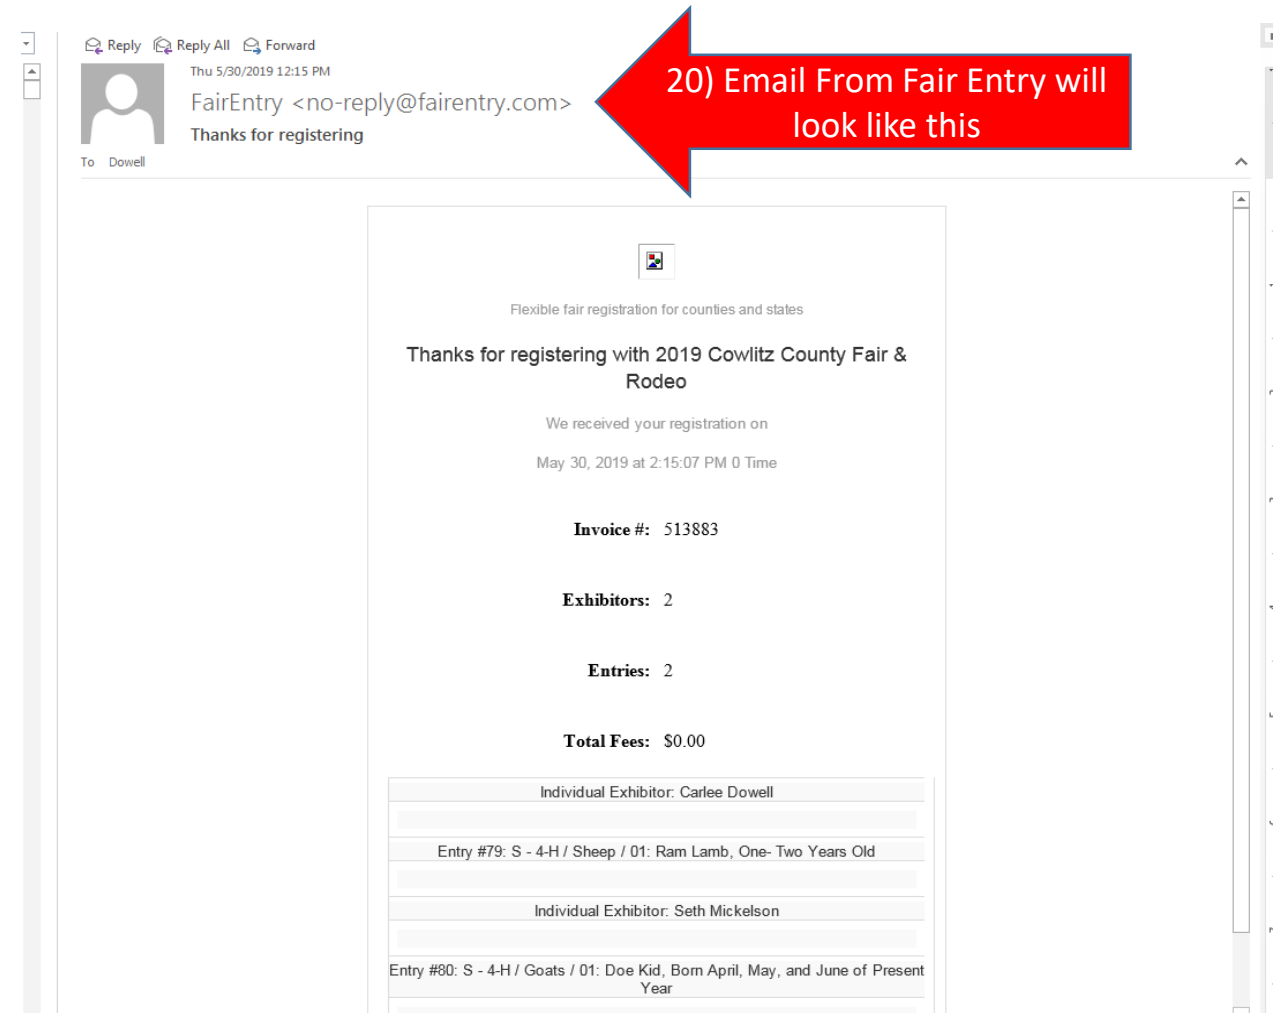 Reply Reply All Forward
Thu 5/30/2019 12:15 PM
FairEntry <no-reply@fairentry.com>
Thanks for registering
To Dowell
20) Email From Fair Entry will
look like this
Flexible fair registration for counties and states
Thanks for registering with 2019 Cowlitz County Fair &
Rodeo
We received your registration on
May 30, 2019 at 2:15:07 PM 0 Time
Invoice #: 513883
Exhibitors: 2
Entries: 2
Total Fees: $0.00
Individual Exhibitor: Carlee Dowell
Entry #79: S - 4-H / Sheep / 01: Ram Lamb, One- Two Years Old
Individual Exhibitor: Seth Mickelson
Entry #80: S - 4-H / Goats / 01: Doe Kid, Born April, May, and June of Present
Year